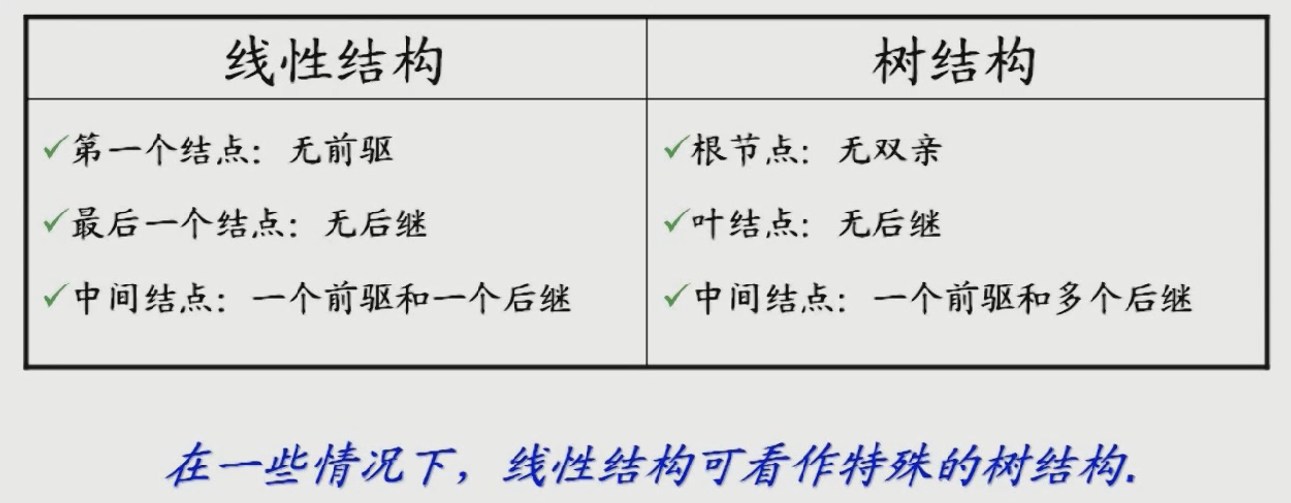 线性结构
树结构
✓第一个结点：无前驱
✓根节点：无双亲
✓最后一个结点：无后继
✓叶结点：无后继
✓中间结点：一个前驱和一个后继
✓中间结点：一个前驱和多个后继
在一些情况下，线性结构可看作特殊的树结构.